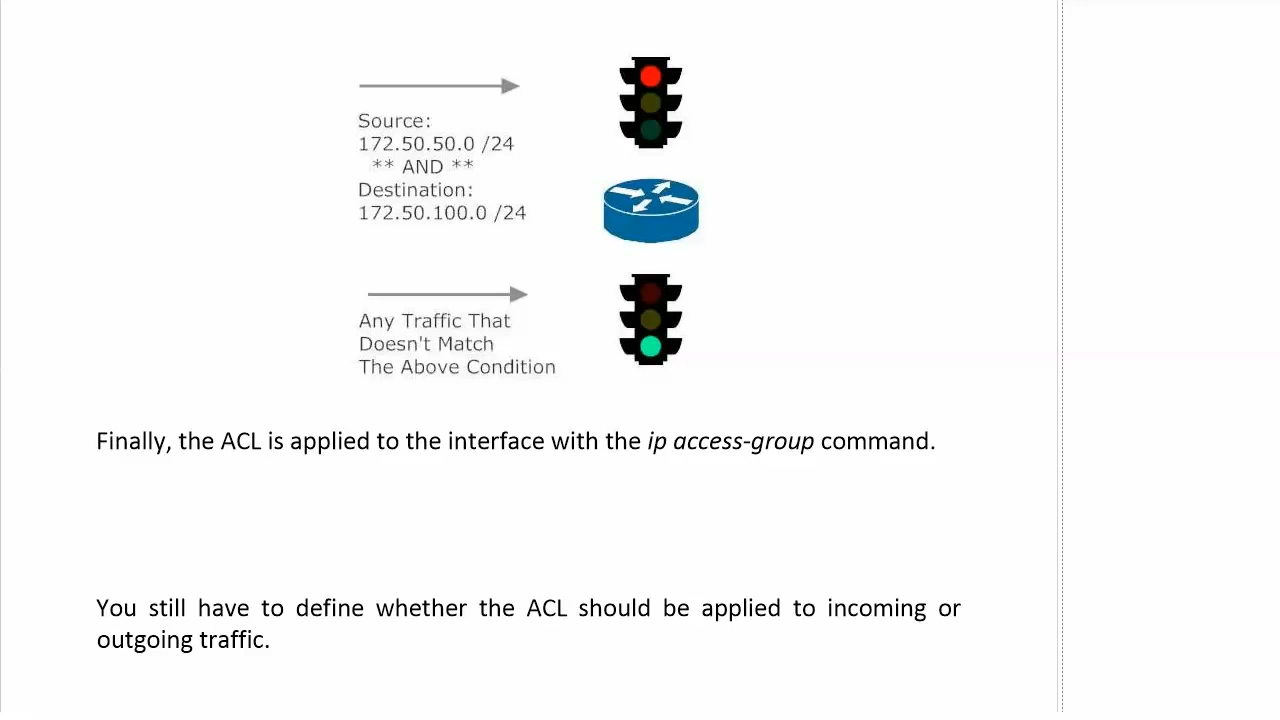 Source:
172.50.50.0 /24
** AND **
Destination:
172.50.100.0 /24
Any Traffic That
Doesn't Match
The Above Condition
Finally, the ACL is applied to the interface with the ip access-group command.
You still have to define whether the ACL should be applied to incoming or
outgoing traffic.